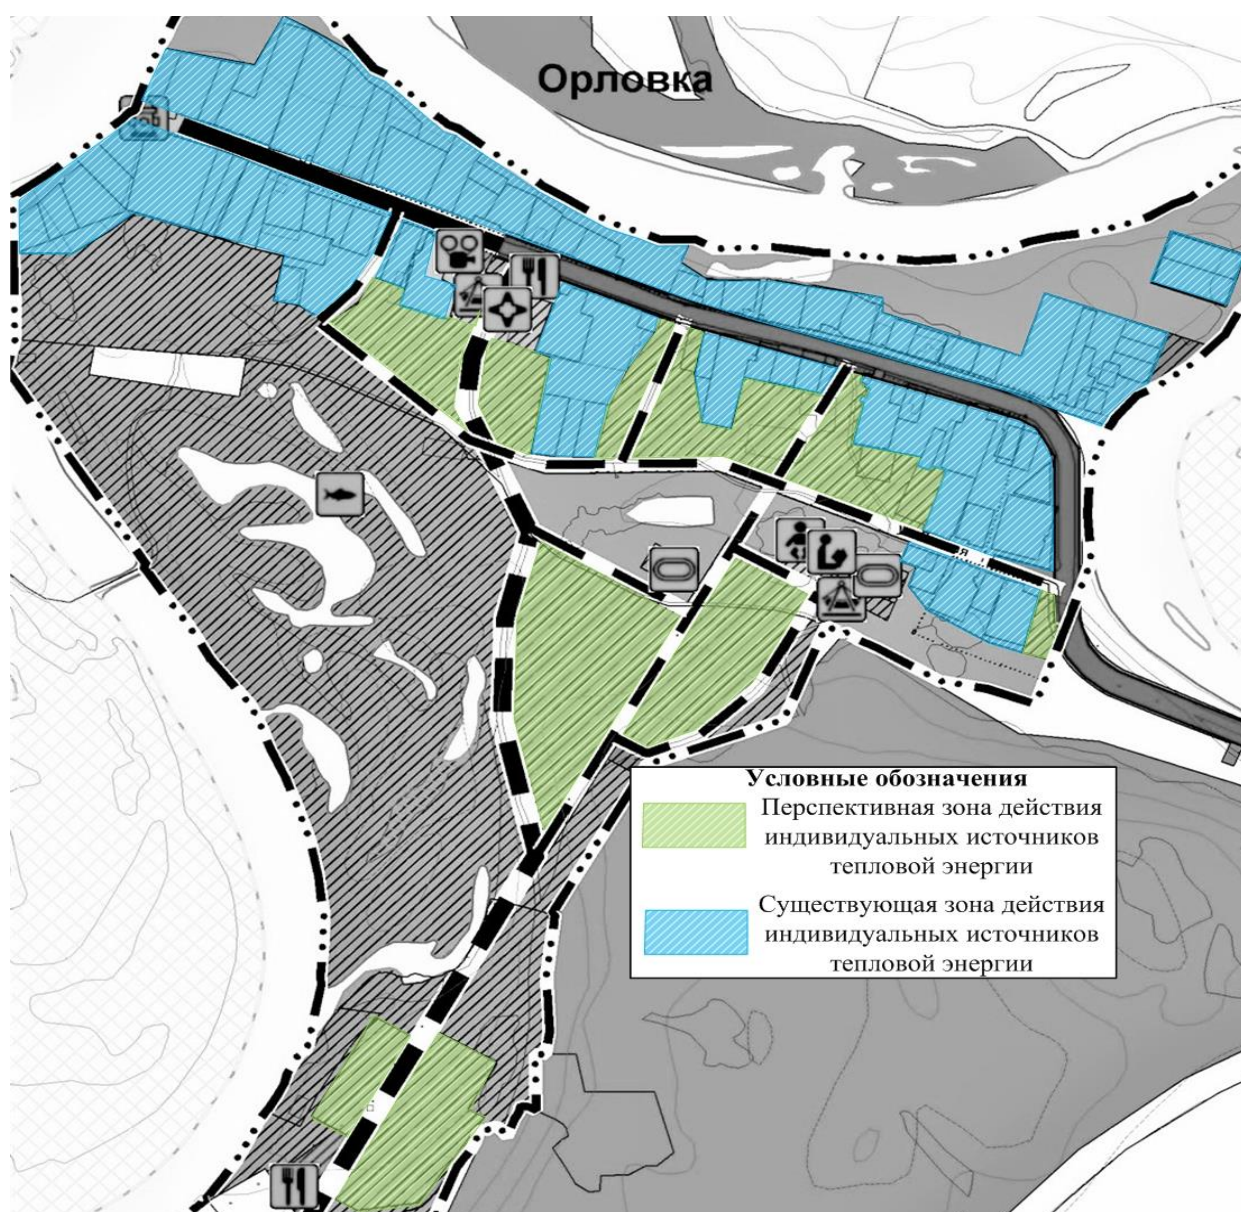 Орловка
я
Условные обозначения
Перспективная зона действия
индивидуальных источников
тепловой энергии
Существующая зона действия
индивидуальных источников
тепловой энергии